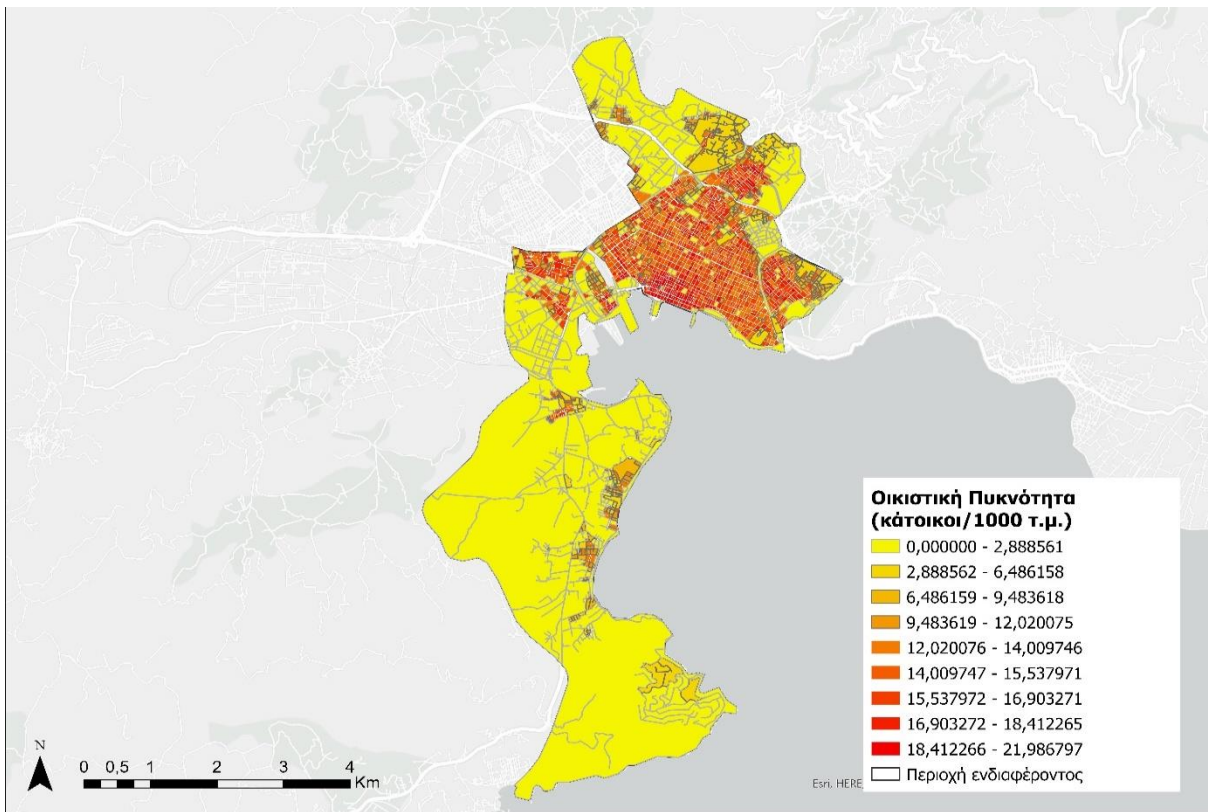 Οικιστική Πυκνότητα
(κάτοικοι/1000 τ.μ.)
0,000000 - 2,888561
2,888562 - 6,486158
6,486159 - 9,483618
9,483619 - 12,020075
12,020076 - 14,009746
14,009747 - 15,537971
15,537972 - 16,903271
16,903272 - 18,412265
18,412266 - 21,986797
Περιοχή ενδιαφέροντος
N
0 0,5 1 2 3 4
Km
Esri, HERE